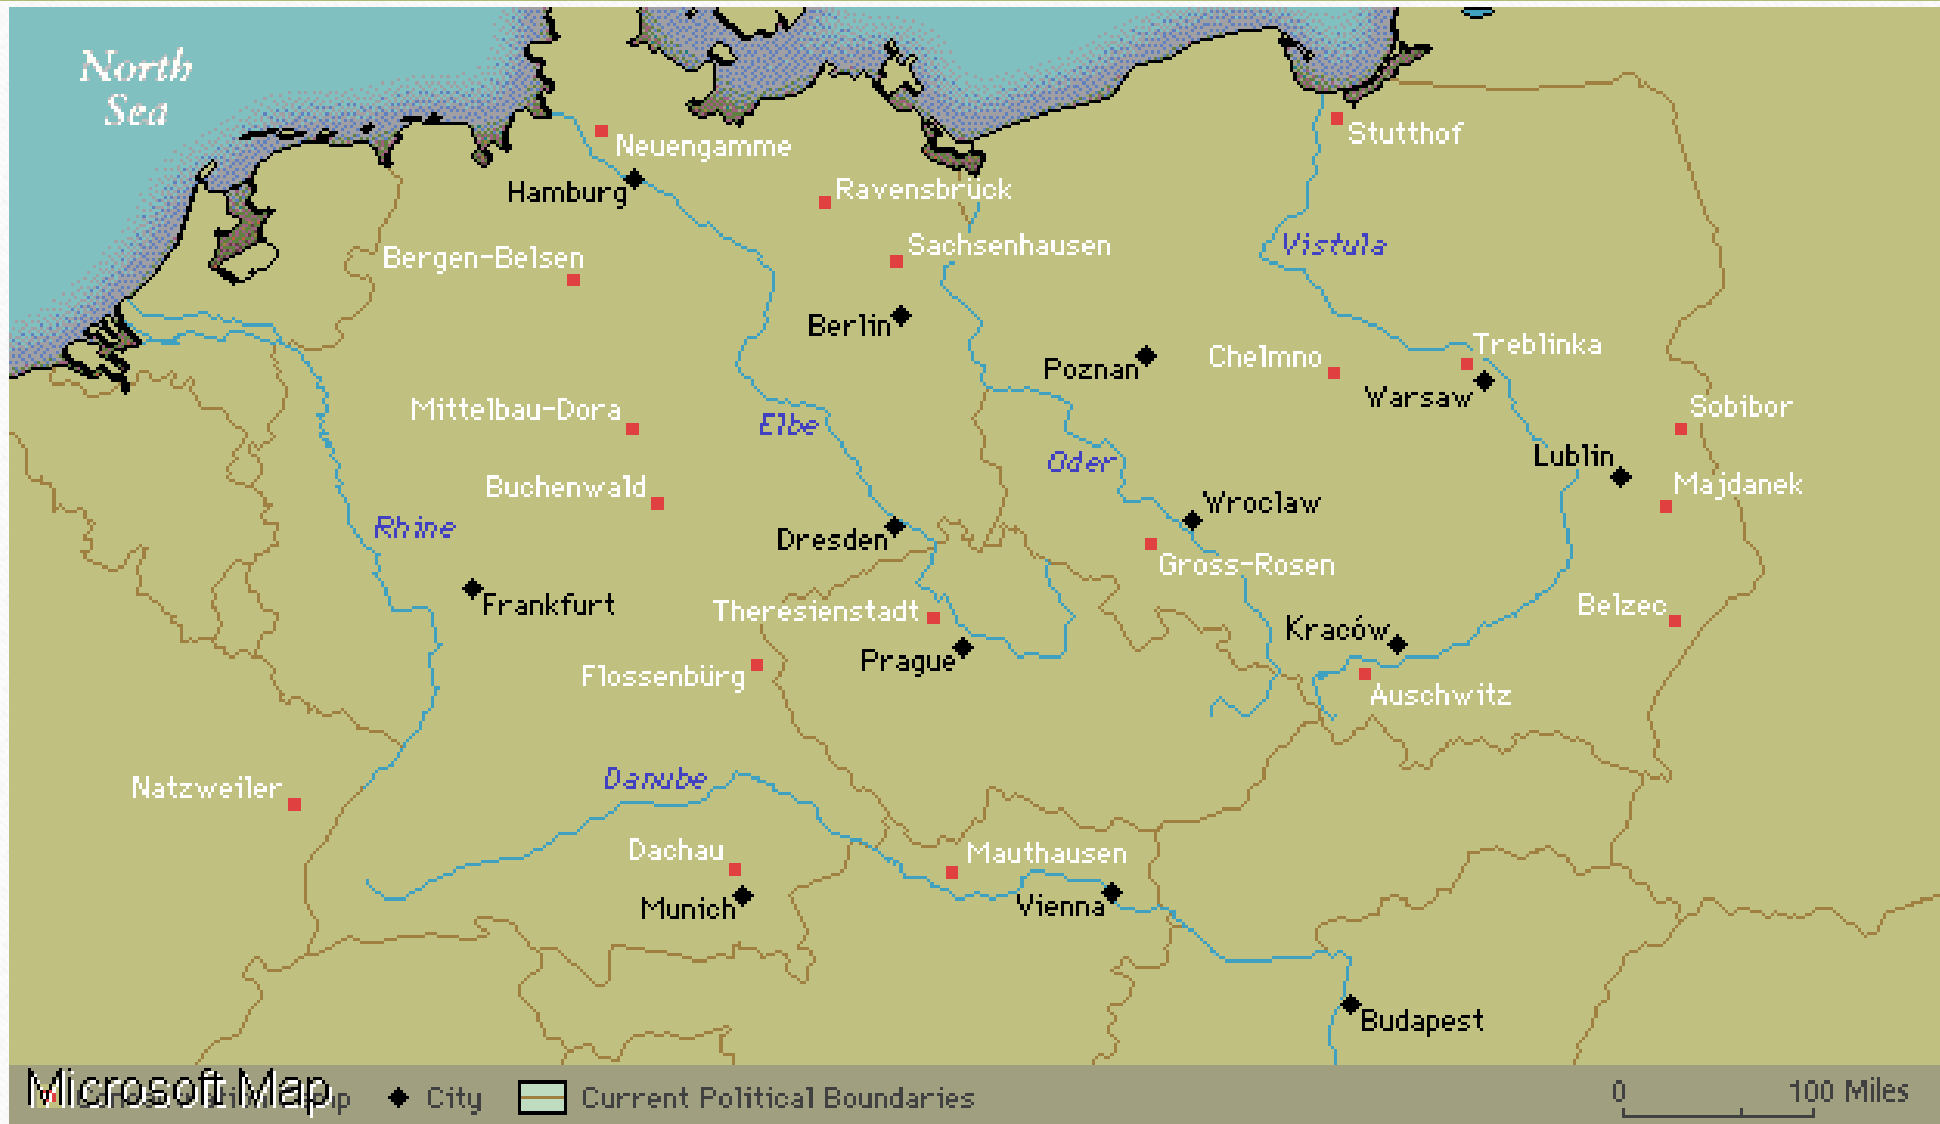 North
Sea
Neuengamme
Stutthof
Hamburg
Ravensbrück
Bergen-Belsen
Sachsenhausen
Vistula
Berlin
Treblinka
Poznan
Chelmno
Warsaw
Mittelbau-Dora
Elbe
Sobibor
Oder
Lublin
Buchenwald
Majdanek
Rhine
Wroclaw
Dresden
Gross-Rosen
Frankfurt
Theresienstadt
Belzec
Kraców
Prague
Flossenbürg
Auschwitz
Danube
Natzweiler
Dachau
Mauthausen
Munich
Vienna
Budapest
Microsoft Map
City
Current Political Boundaries
0 100 Miles